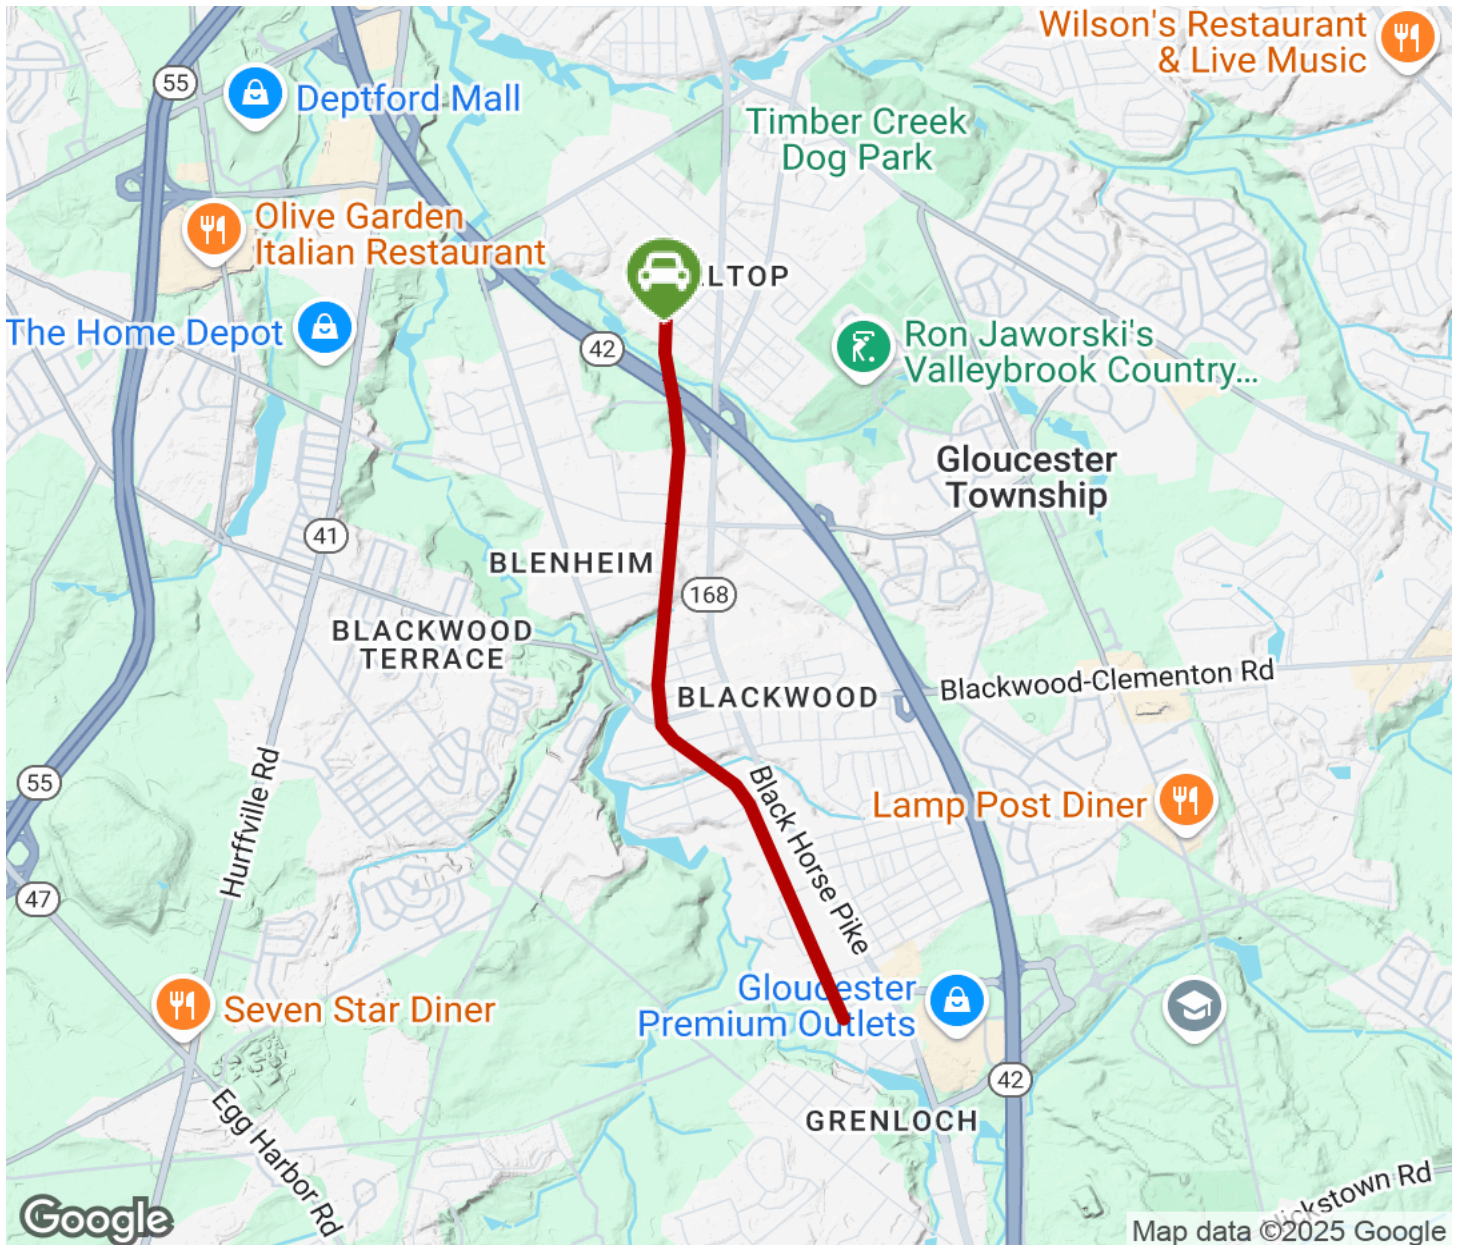 Wilson's Restaurant
& Live Music
55
Deptford Mall
Timber Creek
Dog Park
Olive Garden
Italian Restaurant
LTOP
The Home Depot
42
Ron Jaworski's
Valleybrook Country...
Gloucester
Township
41
BLENHEIM
168
BLACKWOOD
TERRACE
BLACKWOOD
Blackwood-Clementon Rd
55
Hurffville Rd
Black Horse Pike
Lamp Post Diner
47
Gloucester
Premium Outlets
Seven Star Diner
42
Egg Harbor Rd
GRENLOCH
ickstown Rd
Google
Map data ©2025 Google